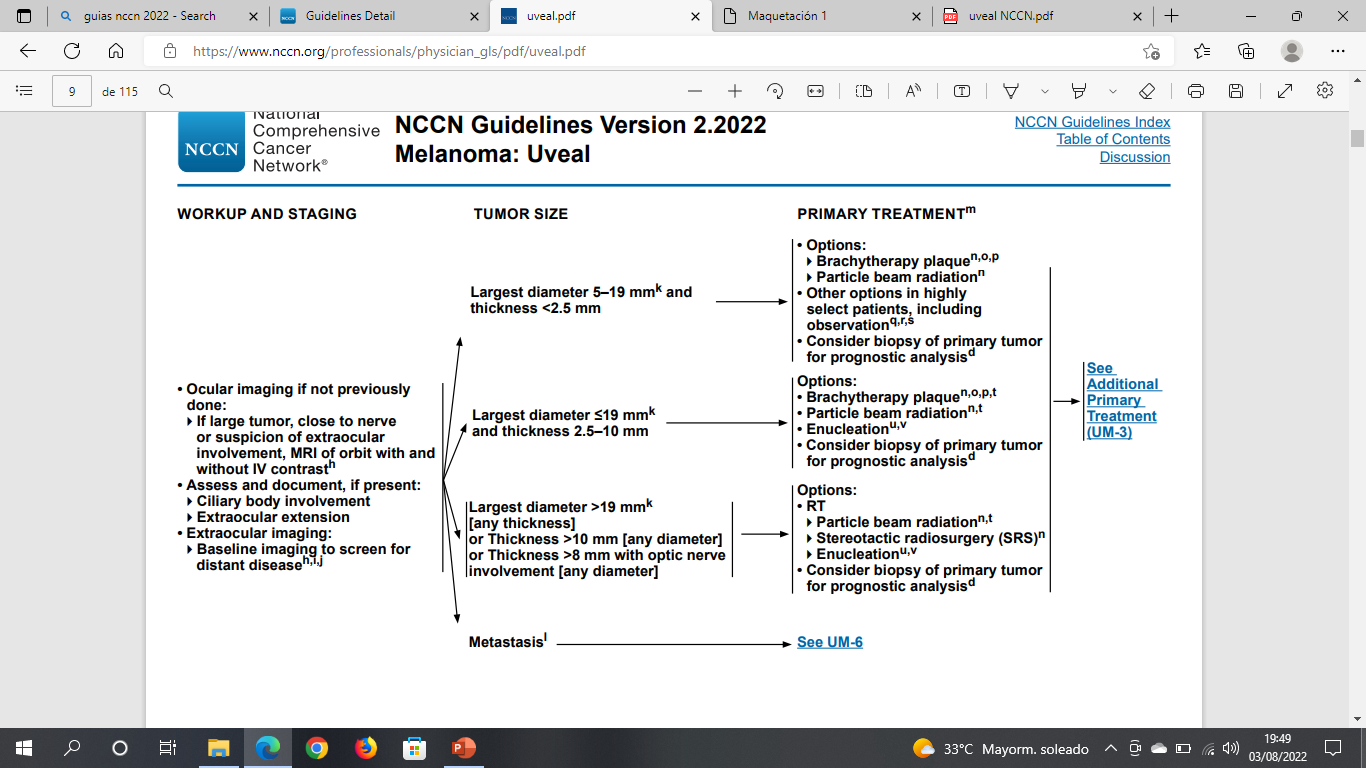 guias nccn 2022 - Search
Guidelines Detail
uveal.pdf
Maquetación 1
uveal NCCN.pdf
https://www.nccn.org/professionals/physician_gls/pdf/uveal.pdf
9 de 115
National
Comprehensive
Cancer
Network®
NCCN
NCCN Guidelines Version 2.2022
Melanoma: Uveal
NCCN Guidelines Index
Table of Contents
Discussion
WORKUP AND STAGING
TUMOR SIZE
PRIMARY TREATMENTm
• Ocular imaging if not previously
done:
▸ If large tumor, close to nerve
or suspicion of extraocular
involvement, MRI of orbit with and
without IV contrasth
• Assess and document, if present:
▸ Ciliary body involvement
▸ Extraocular extension
• Extraocular imaging:
▸ Baseline imaging to screen for
distant diseaseh,i,j
Largest diameter 5–19 mmk and
thickness <2.5 mm
• Options:
▸ Brachytherapy plaquen,o,p
▸ Particle beam radiationn
• Other options in highly
select patients, including
observationq,r,s
• Consider biopsy of primary tumor
for prognostic analysisd
Largest diameter ≤19 mmk
and thickness 2.5–10 mm
Options:
• Brachytherapy plaquen,o,p,t
• Particle beam radiationn,t
• Enucleationu,v
• Consider biopsy of primary tumor
for prognostic analysisd
Largest diameter >19 mmk
[any thickness]
or Thickness >10 mm [any diameter]
or Thickness >8 mm with optic nerve
involvement [any diameter]
Options:
• RT
▸ Particle beam radiationn,t
▸ Stereotactic radiosurgery (SRS)n
▸ Enucleationu,v
• Consider biopsy of primary tumor
for prognostic analysisd
See
Additional
Primary
Treatment
(UM-3)
Metastasisl
See UM-6
33°C Mayorm. soleado
19:49
03/08/2022